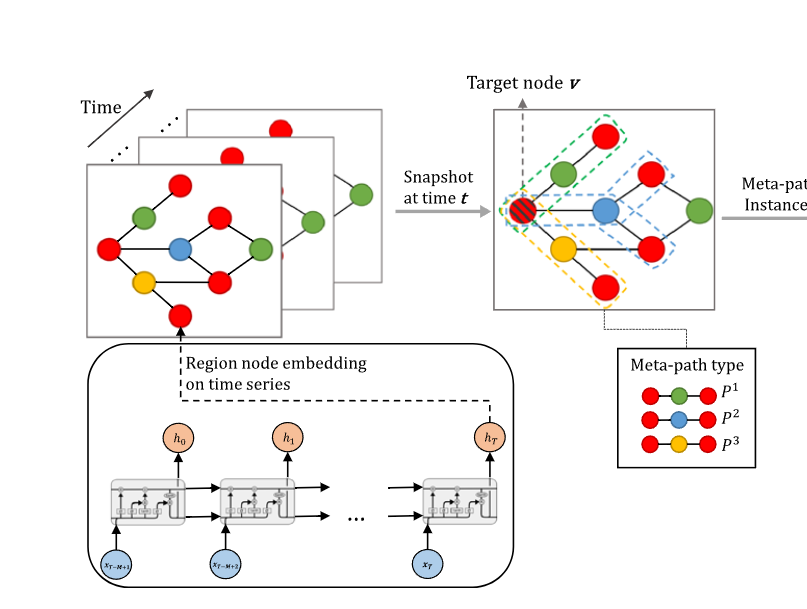 Time
Target node v
Snapshot
at time t
Meta-path
Instance
Region node embedding
on time series
Meta-path type
P¹
P²
P³
h₀
h₁
h_T
...
x_{T-M+1}
x_{T-M+2}
x_T